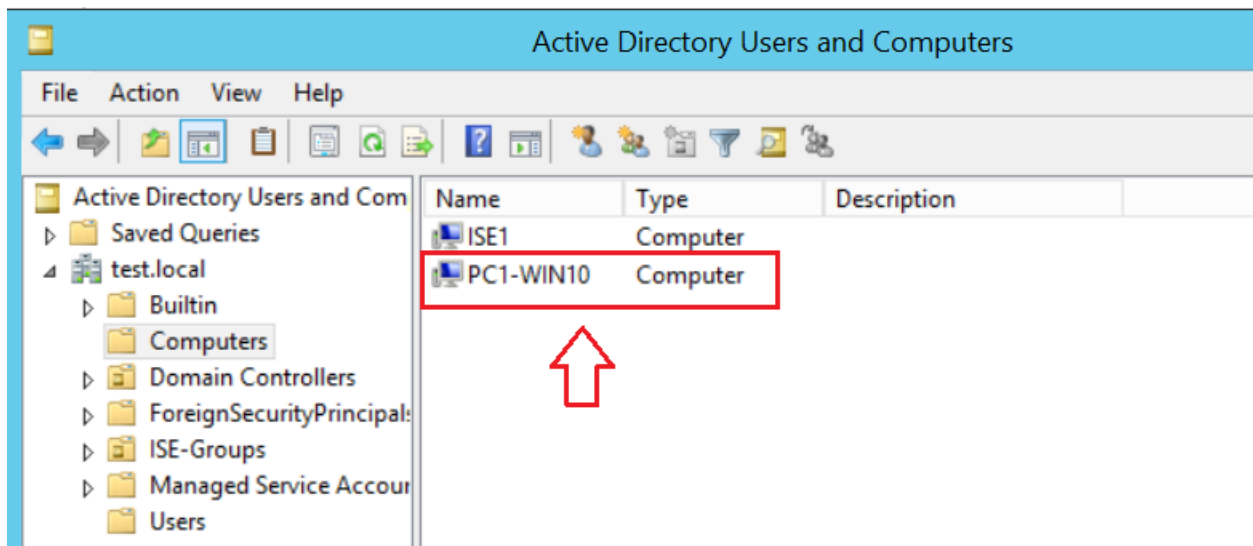 Active Directory Users and Computers
File Action View Help
Active Directory Users and Com
Name Type Description
Saved Queries
ISE1 Computer
test.local
PC1-WIN10 Computer
Builtin
Computers
Domain Controllers
ForeignSecurityPrincipals
ISE-Groups
Managed Service Accour
Users